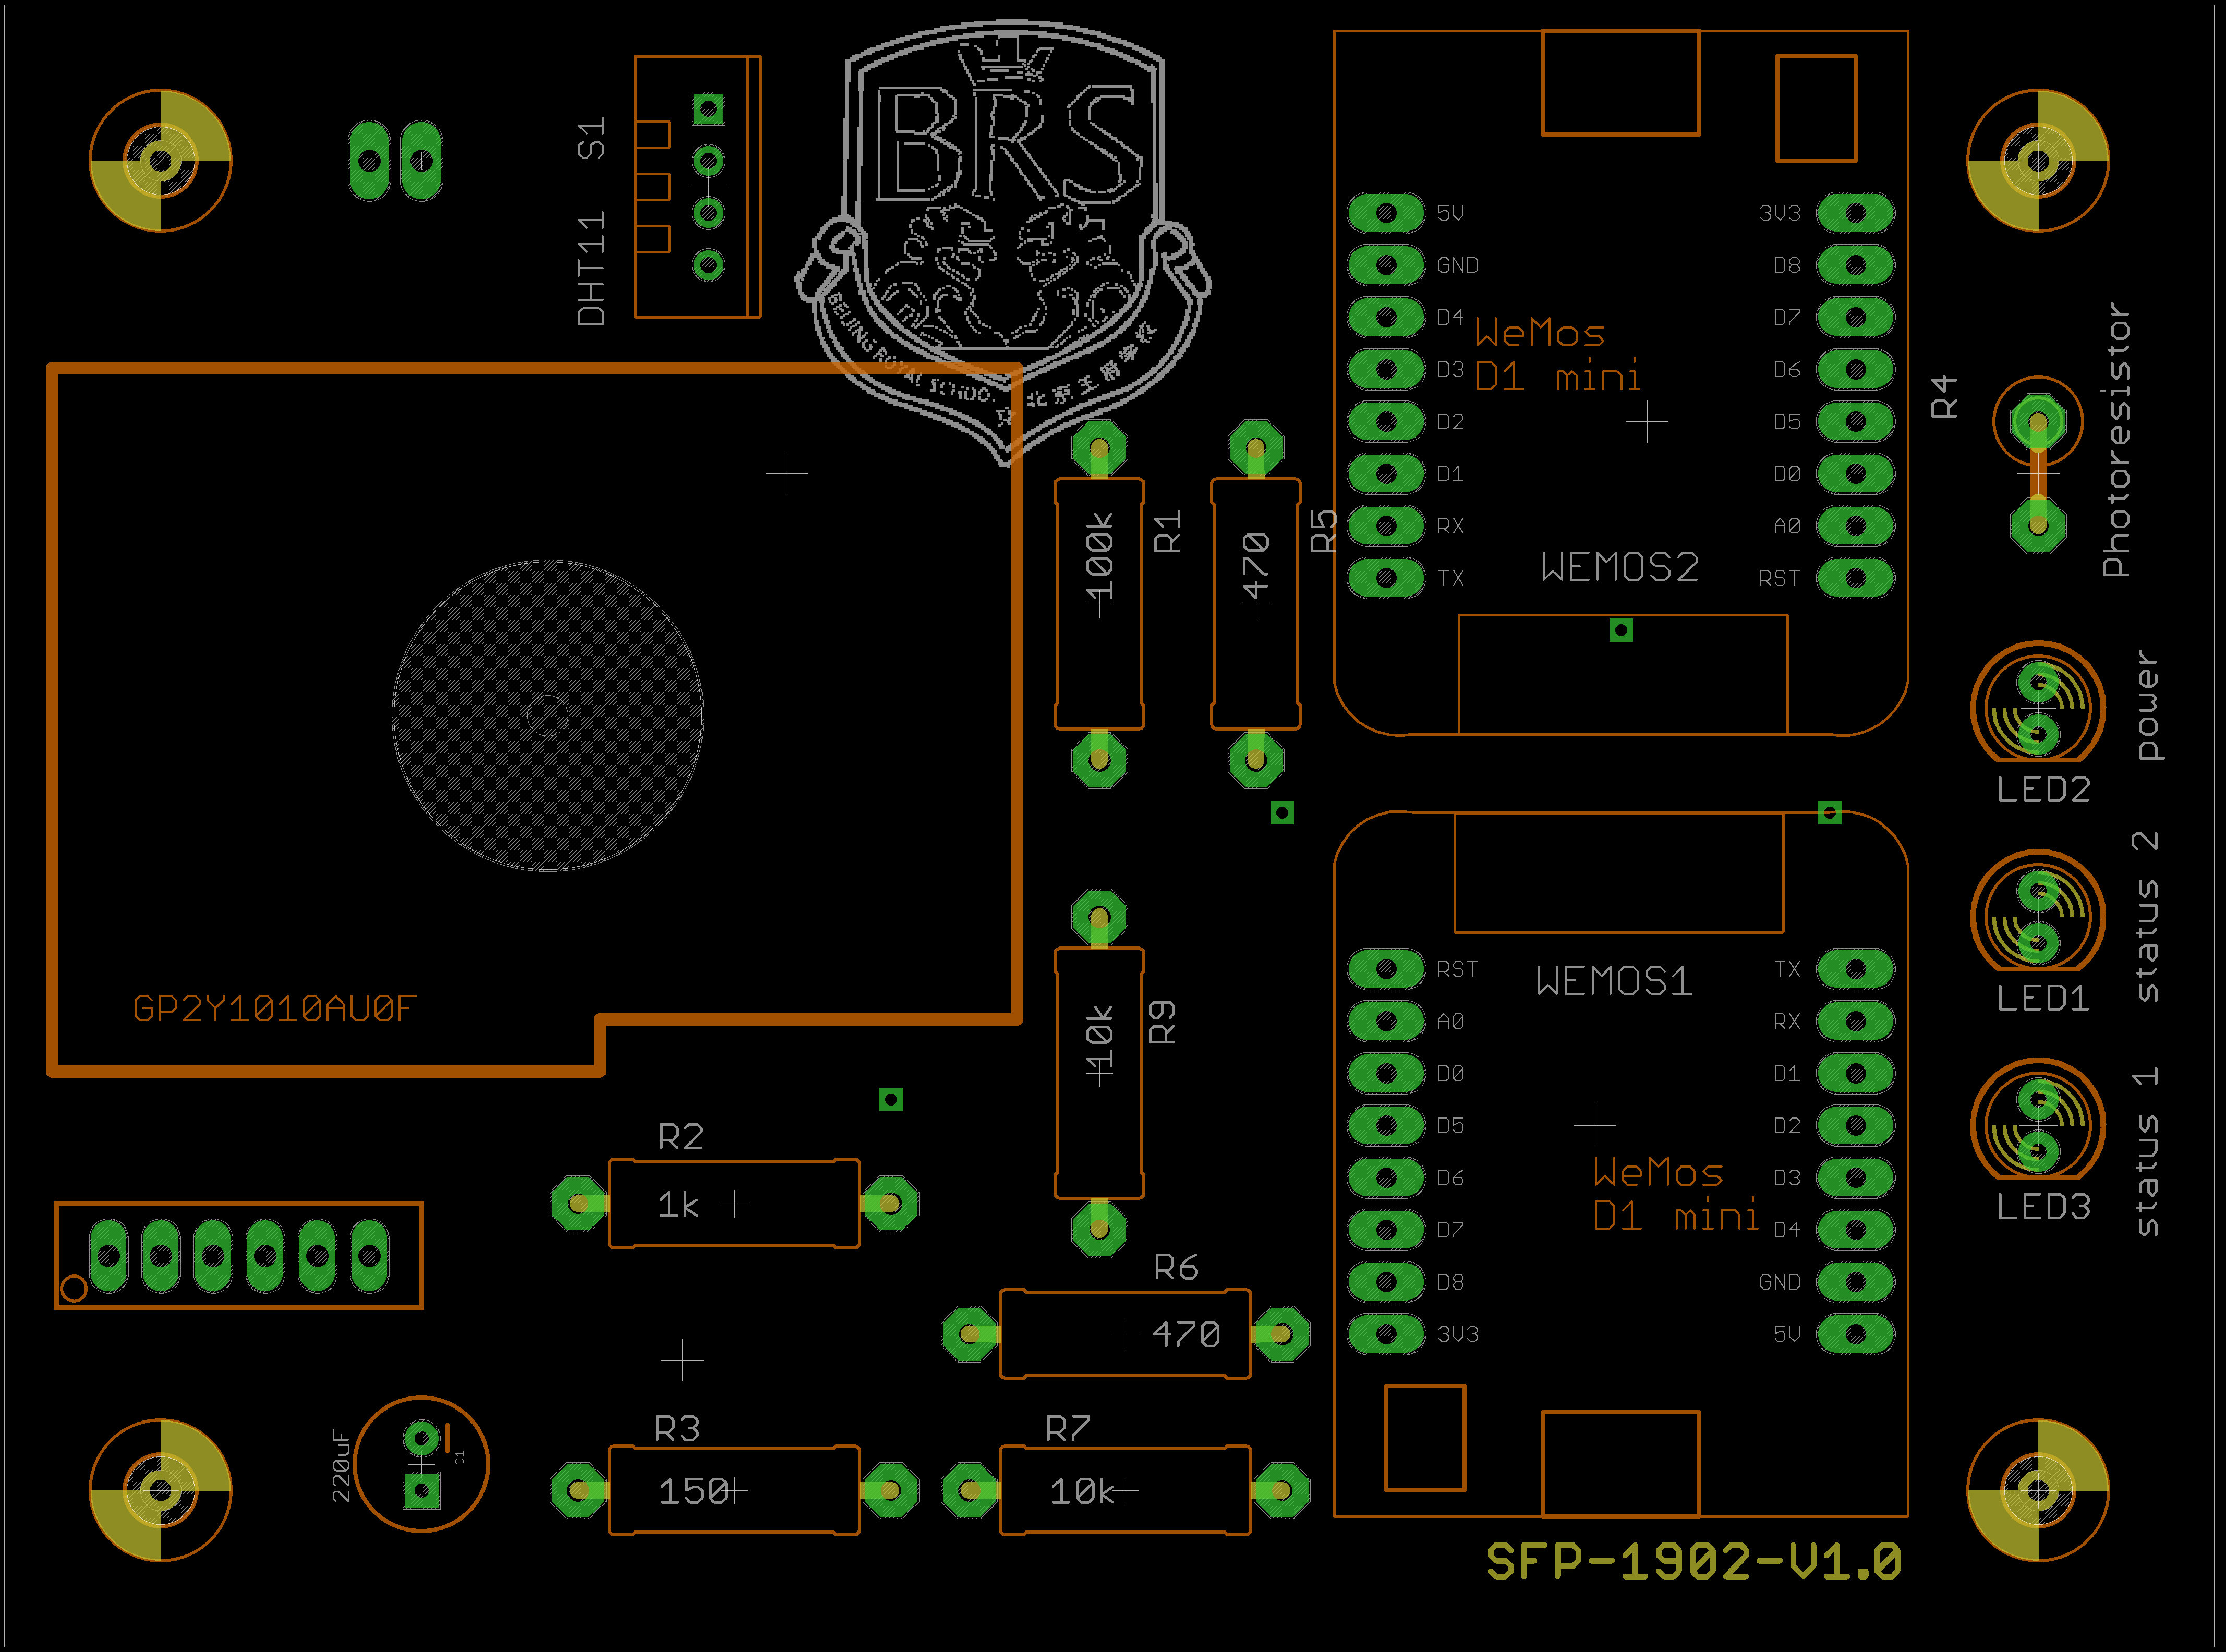 BRS
BEIJING ROYAL
北京王府学校
S1
DHT11
5V
GND
D4
D3
D2
D1
RX
TX
3V3
D8
D7
D6
D5
D0
A0
RST
WeMos
D1 mini
WEMOS2
R4
Photoresistor
100k
R1
470
R5
power
LED2
GP2Y1010AU0F
10k
R9
WEMOS1
RST
A0
D0
D5
D6
D7
D8
3V3
TX
RX
D1
D2
D3
D4
GND
5V
WeMos
D1 mini
status 2
LED1
status 1
LED3
R2
1k
R6
470
220uF
C1
R3
150
R7
10k
SFP-1902-V1.0